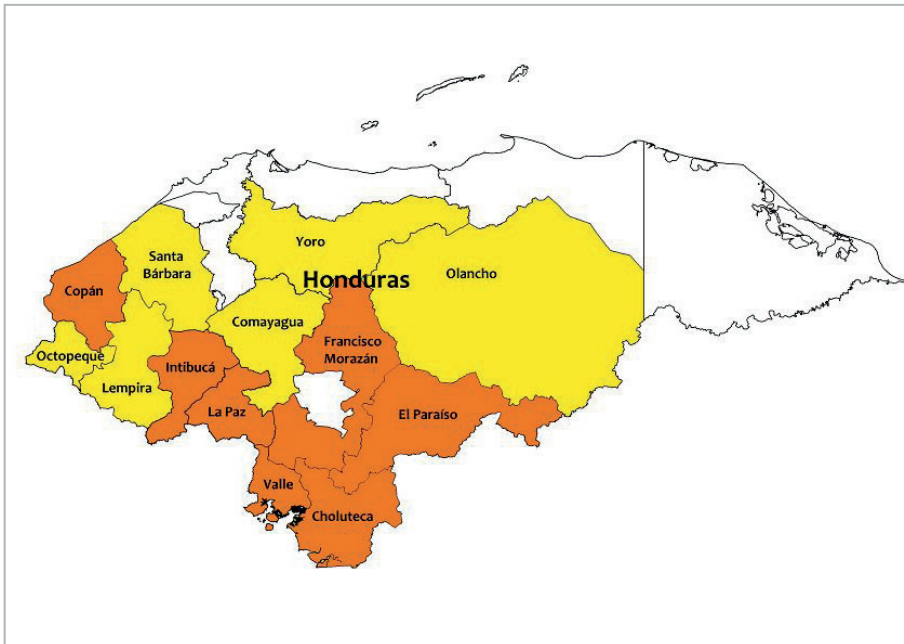 Yoro
Santa
Bárbara
Olancho
Honduras
Copán
Comayagua
Francisco
Morazán
Octopeque
Intibucá
Lempira
La Paz
El Paraíso
Valle
Choluteca